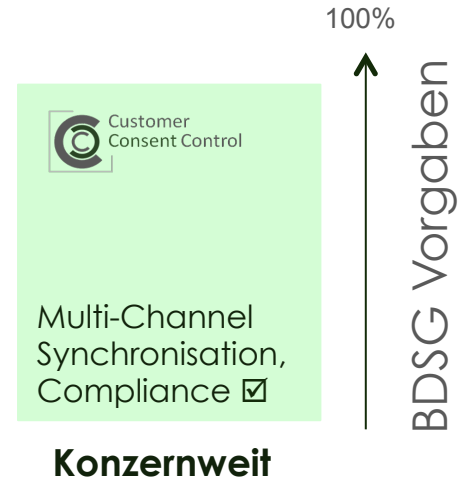 100%
Customer
Consent Control
Multi-Channel
Synchronisation,
Compliance ☑
BDSG Vorgaben
Konzernweit